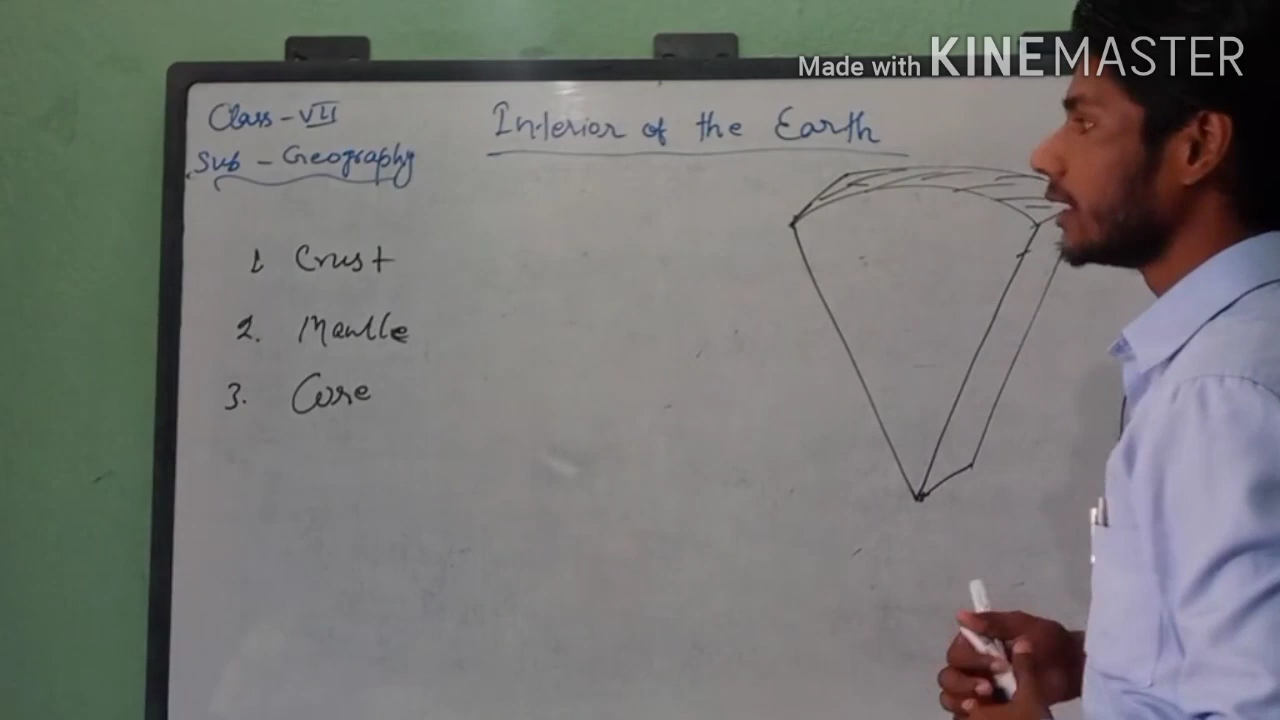 Made with KINEMASTER
Class - VII
Interior of the Earth
Sub - Geography
1. Crust
2. Mantle
3. Core